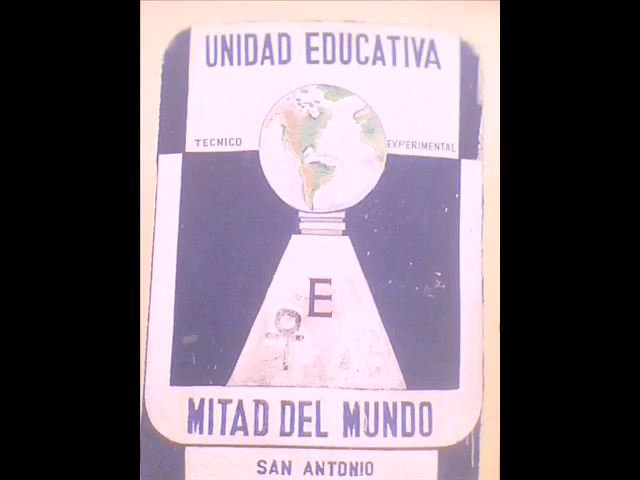 UNIDAD EDUCATIVA
TECNICO EXPERIMENTAL
E
MITAD DEL MUNDO
SAN ANTONIO